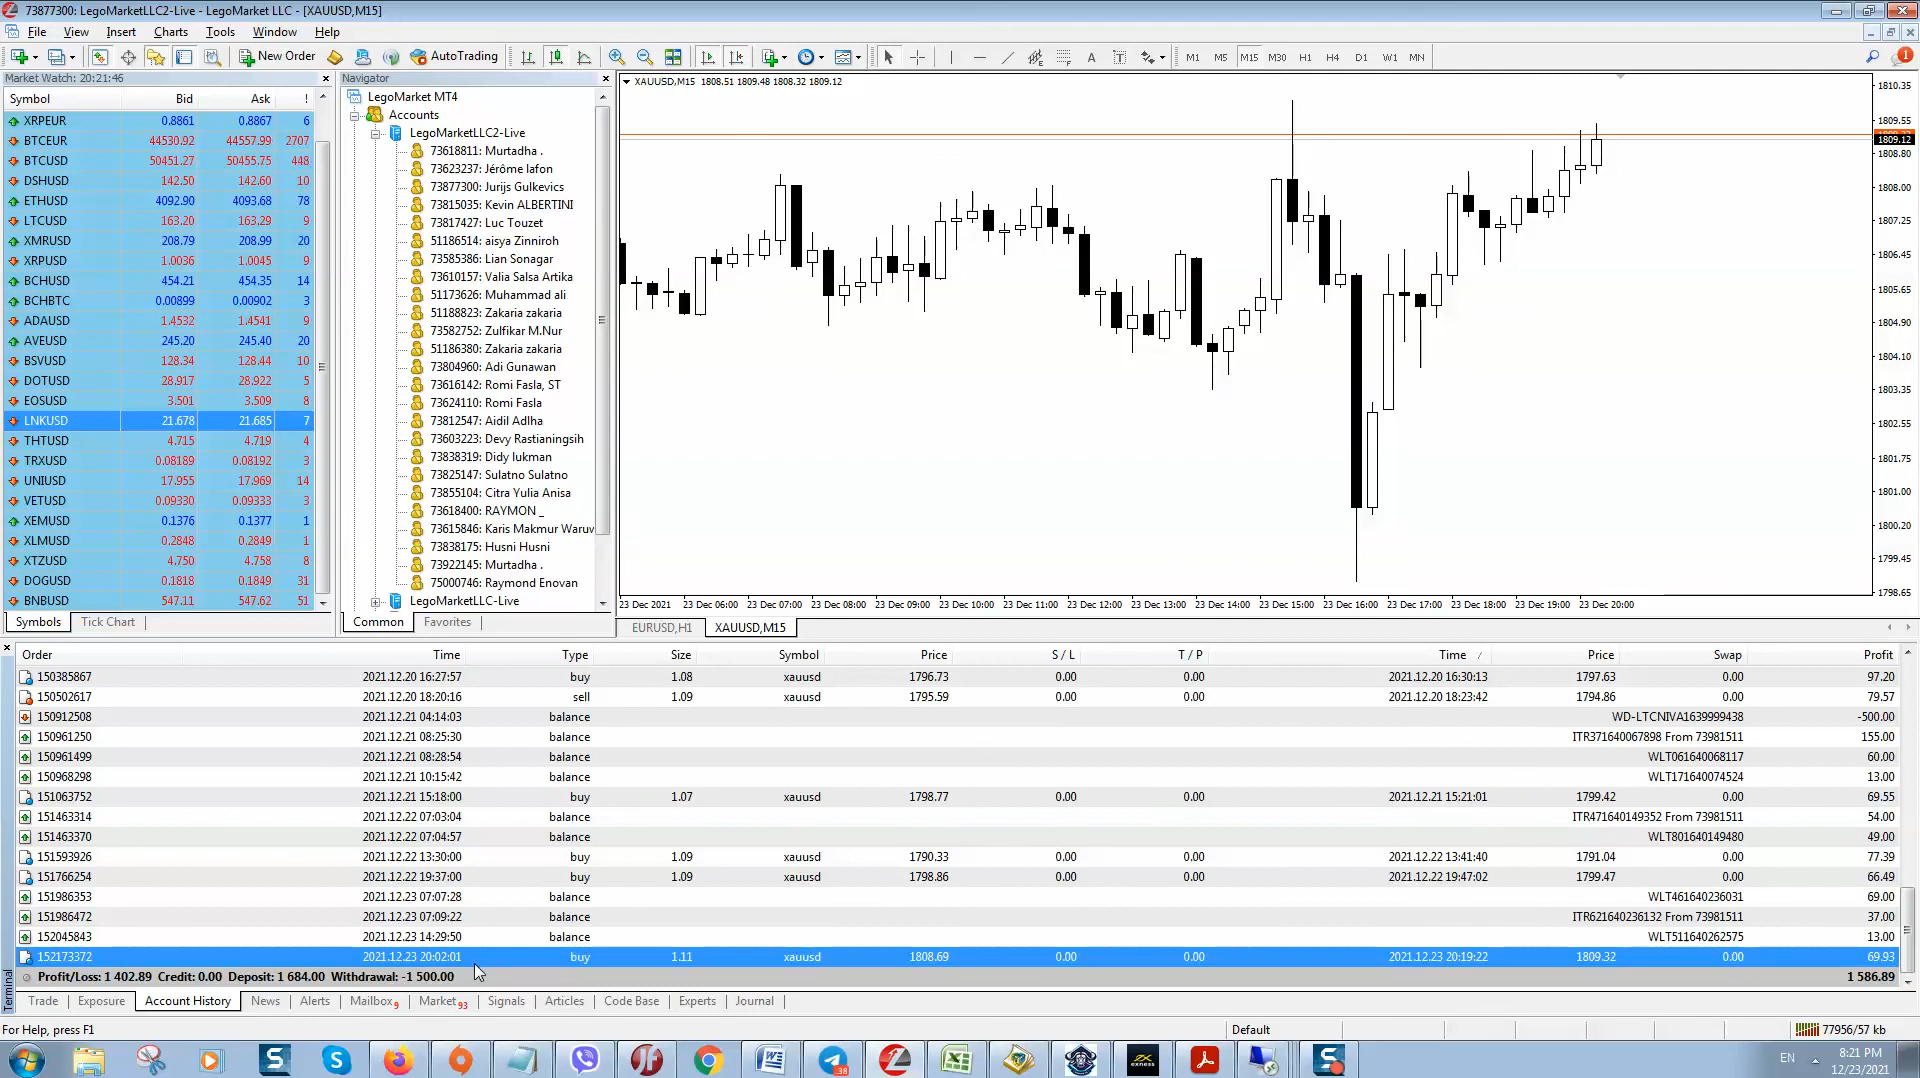 73877300: LegoMarketLLC2-Live - LegoMarket LLC - [XAUUSD,M15]
File View Insert Charts Tools Window Help
New Order AutoTrading A T M1 M5 M15 M30 H1 H4 D1 W1 MN 1
Market Watch: 20:21:46
Symbol Bid Ask !
XRPEUR 0.8861 0.8867 6
BTCEUR 44530.92 44557.99 2707
BTCUSD 50451.27 50455.75 448
DSHUSD 142.50 142.60 10
ETHUSD 4092.90 4093.68 78
LTCUSD 163.20 163.29 9
XMRUSD 208.79 208.99 20
XRPUSD 1.0036 1.0045 9
BCHUSD 454.21 454.35 14
BCHBTC 0.00899 0.00902 3
ADAUSD 1.4532 1.4541 9
AVEUSD 245.20 245.40 20
BSVUSD 128.34 128.44 10
DOTUSD 28.917 28.922 5
EOSUSD 3.501 3.509 8
LNKUSD 21.678 21.685 7
THTUSD 4.715 4.719 4
TRXUSD 0.08189 0.08192 3
UNIUSD 17.955 17.969 14
VETUSD 0.09330 0.09333 3
XEMUSD 0.1376 0.1377 1
XLMUSD 0.2848 0.2849 1
XTZUSD 4.750 4.758 8
DOGUSD 0.1818 0.1849 31
BNBUSD 547.11 547.62 51
Symbols Tick Chart
Navigator
LegoMarket MT4
Accounts
LegoMarketLLC2-Live
73618811: Murtadha .
73623237: Jérôme lafon
73877300: Jurijs Gulkevics
73815035: Kevin ALBERTINI
73817427: Luc Touzet
51186514: aisya Zinniroh
73585386: Lian Sonagar
73610157: Valia Salsa Artika
51173626: Muhammad ali
51188823: Zakaria zakaria
73582752: Zulfikar M.Nur
51186380: Zakaria zakaria
73804960: Adi Gunawan
73616142: Romi Fasla, ST
73624110: Romi Fasla
73812547: Aidil Adlha
73603223: Devy Rastianingsih
73838319: Didy lukman
73825147: Sulatno Sulatno
73855104: Citra Yulia Anisa
73618400: RAYMON _
73615846: Karis Makmur Waruw
73838175: Husni Husni
73922145: Murtadha .
75000746: Raymond Enovan
LegoMarketLLC-Live
Common Favorites
XAUUSD,M15 1808.51 1809.48 1808.32 1809.12
1810.35
1809.55
1809.12
1808.80
1808.00
1807.25
1806.45
1805.65
1804.90
1804.10
1803.35
1802.55
1801.75
1801.00
1800.20
1799.45
1798.65
23 Dec 2021 23 Dec 06:00 23 Dec 07:00 23 Dec 08:00 23 Dec 09:00 23 Dec 10:00 23 Dec 11:00 23 Dec 12:00 23 Dec 13:00 23 Dec 14:00 23 Dec 15:00 23 Dec 16:00 23 Dec 17:00 23 Dec 18:00 23 Dec 19:00 23 Dec 20:00
EURUSD,H1 XAUUSD,M15
Order Time Type Size Symbol Price S / L T / P Time / Price Swap Profit
150385867 2021.12.20 16:27:57 buy 1.08 xauusd 1796.73 0.00 0.00 2021.12.20 16:30:13 1797.63 0.00 97.20
150502617 2021.12.20 18:20:16 sell 1.09 xauusd 1795.59 0.00 0.00 2021.12.20 18:23:42 1794.86 0.00 79.57
150912508 2021.12.21 04:14:03 balance WD-LTCNIVA1639999438 -500.00
150961250 2021.12.21 08:25:30 balance ITR371640067898 From 73981511 155.00
150961499 2021.12.21 08:28:54 balance WLT061640068117 60.00
150968298 2021.12.21 10:15:42 balance WLT171640074524 13.00
151063752 2021.12.21 15:18:00 buy 1.07 xauusd 1798.77 0.00 0.00 2021.12.21 15:21:01 1799.42 0.00 69.55
151463314 2021.12.22 07:03:04 balance ITR471640149352 From 73981511 54.00
151463370 2021.12.22 07:04:57 balance WLT801640149480 49.00
151593926 2021.12.22 13:30:00 buy 1.09 xauusd 1790.33 0.00 0.00 2021.12.22 13:41:40 1791.04 0.00 77.39
151766254 2021.12.22 19:37:00 buy 1.09 xauusd 1798.86 0.00 0.00 2021.12.22 19:47:02 1799.47 0.00 66.49
151986353 2021.12.23 07:07:28 balance WLT461640236031 69.00
151986472 2021.12.23 07:09:22 balance ITR621640236132 From 73981511 37.00
152045843 2021.12.23 14:29:50 balance WLT511640262575 13.00
152173372 2021.12.23 20:02:01 buy 1.11 xauusd 1808.69 0.00 0.00 2021.12.23 20:19:22 1809.32 0.00 69.93
Profit/Loss: 1 402.89 Credit: 0.00 Deposit: 1 684.00 Withdrawal: -1 500.00 1 586.89
Terminal
Trade Exposure Account History News Alerts Mailbox 9 Market 93 Signals Articles Code Base Experts Journal
For Help, press F1 Default 77956/57 kb
38 exness EN 8:21 PM
12/23/2021